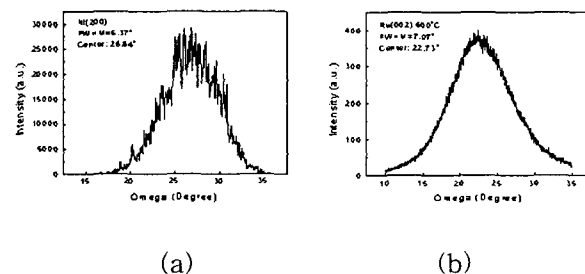 Ni(200)
FWHM=6.37°
Center: 26.84°
Intensity (a.u.)
30000
25000
20000
15000
10000
5000
0
15 20 25 30 35
Omega (Degree)
(a)
Ru(002) 600°C
FWHM=7.07°
Center: 22.73°
Intensity (a.u.)
400
300
200
100
0
10 15 20 25 30 35
Omega (Degree)
(b)